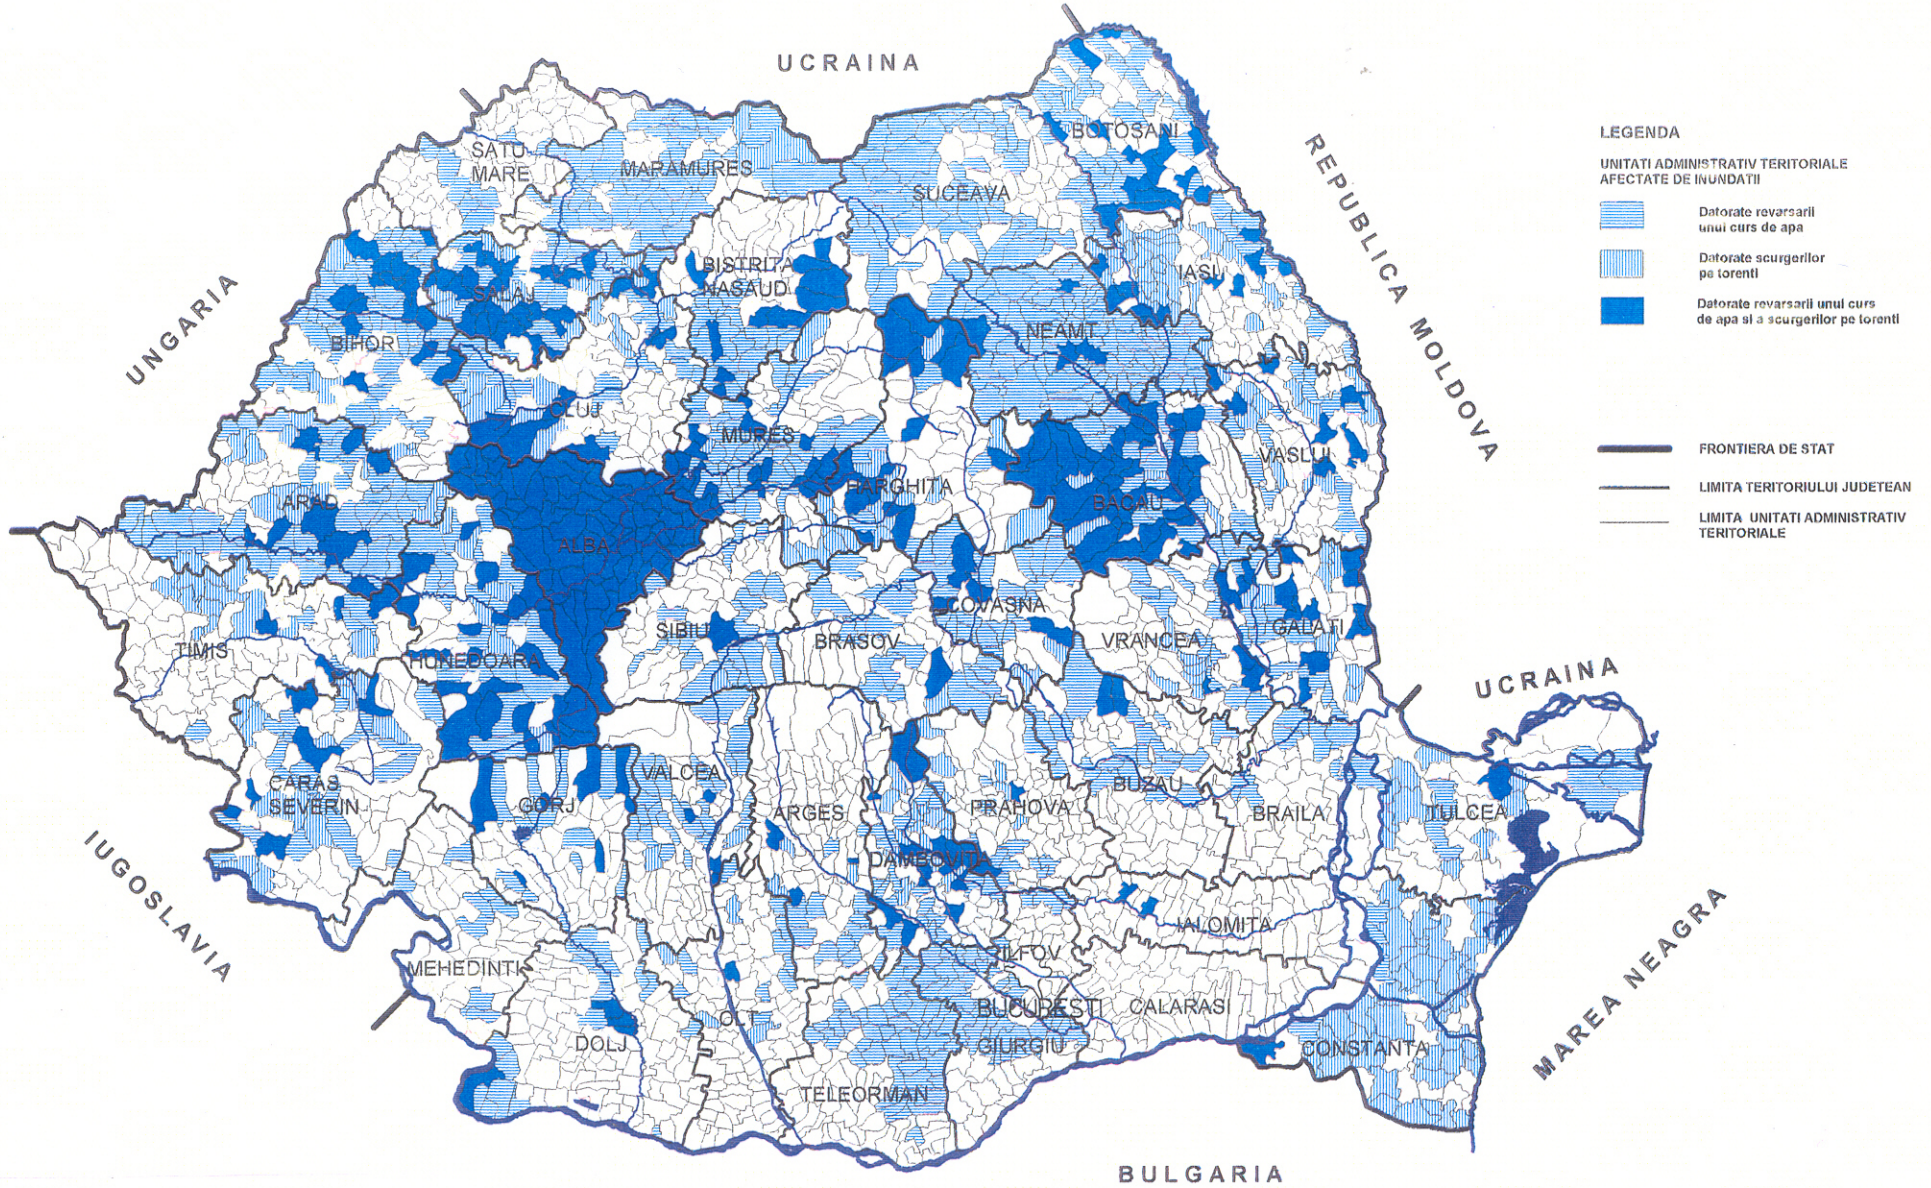 UCRAINA
BOTOSANI
SATU
MARE
MARAMURES
SUCEAVA
REPUBLICA MOLDOVA
BISTRITA
NASAUD
IASI
SALAJ
UNGARIA
BIHOR
NEAMT
CLUJ
MURES
VASLUI
HARGHITA
ARAD
BACAU
ALBA
COVASNA
SIBIU
BRASOV
VRANCEA
GALATI
TIMIS
HUNEDOARA
UCRAINA
CARAS
SEVERIN
VALCEA
GORJ
ARGES
PRAHOVA
BUZAU
BRAILA
TULCEA
DAMBOVITA
IUGOSLAVIA
IALOMITA
ILFOV
MEHEDINTI
BUCURESTI
CALARASI
OLT
DOLJ
GIURGIU
CONSTANTA
MAREA NEAGRA
TELEORMAN
BULGARIA
LEGENDA
UNITATI ADMINISTRATIV TERITORIALE
AFECTATE DE INUNDATII
Datorate revarsarii
unui curs de apa
Datorate scurgerilor
pe torenti
Datorate revarsarii unui curs
de apa si a scurgerilor pe torenti
FRONTIERA DE STAT
LIMITA TERITORIULUI JUDETEAN
LIMITA UNITATI ADMINISTRATIV
TERITORIALE